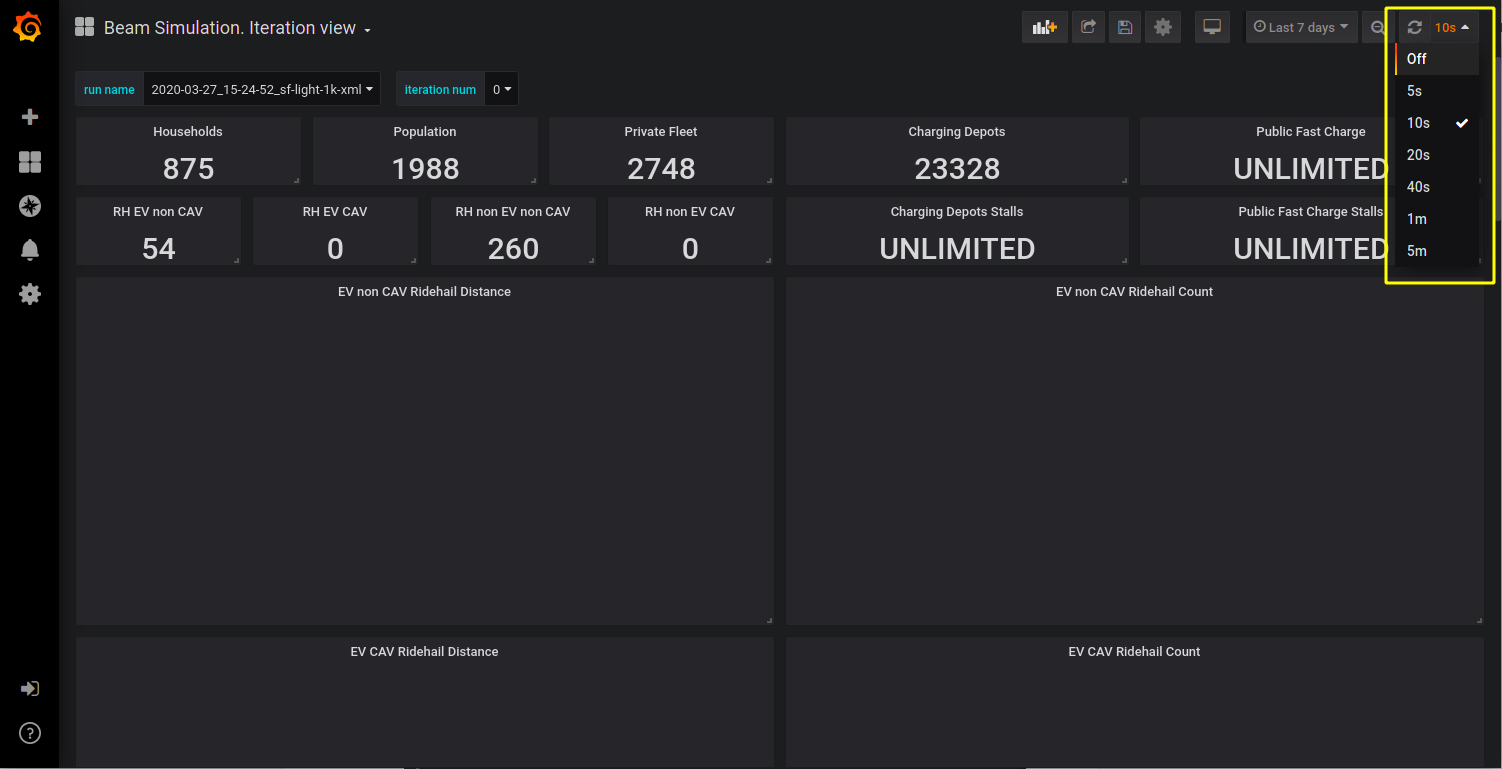 Beam Simulation. Iteration view
Last 7 days
10s
run name 2020-03-27_15-24-52_sf-light-1k-xml iteration num 0
Off
5s
10s
20s
40s
1m
5m
Households Population Private Fleet Charging Depots Public Fast Charge
875 1988 2748 23328 UNLIMITED
RH EV non CAV RH EV CAV RH non EV non CAV RH non EV CAV Charging Depots Stalls Public Fast Charge Stalls
54 0 260 0 UNLIMITED UNLIMITED
EV non CAV Ridehail Distance EV non CAV Ridehail Count
EV CAV Ridehail Distance EV CAV Ridehail Count